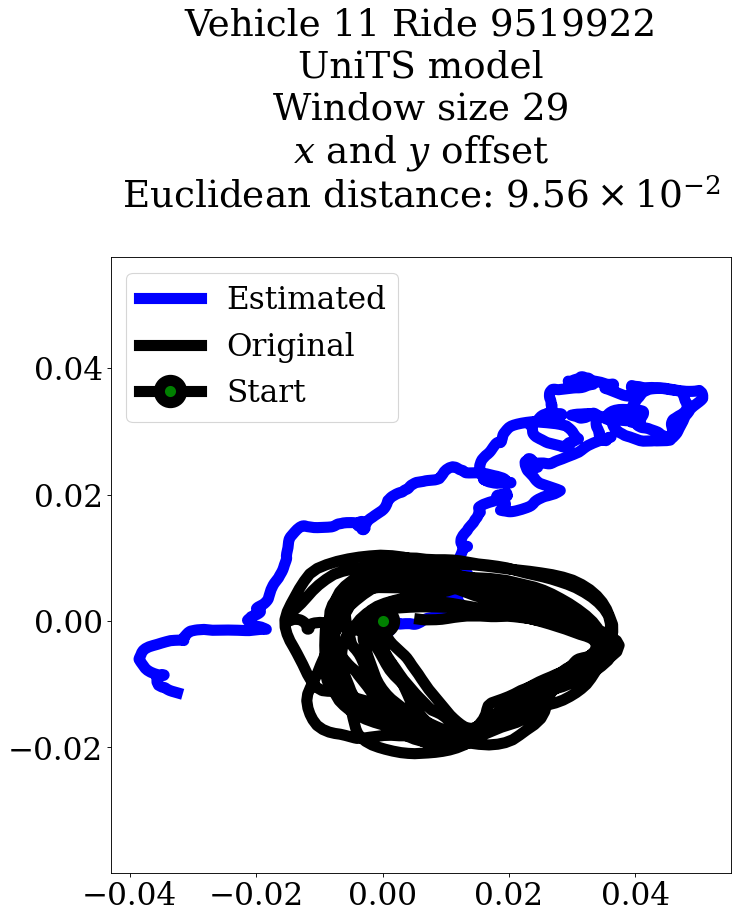 Vehicle 11 Ride 9519922
UniTS model
Window size 29
x and y offset
Euclidean distance: 9.56 × 10⁻²
Estimated
Original
Start
0.04
0.02
0.00
−0.02
−0.04 −0.02 0.00 0.02 0.04